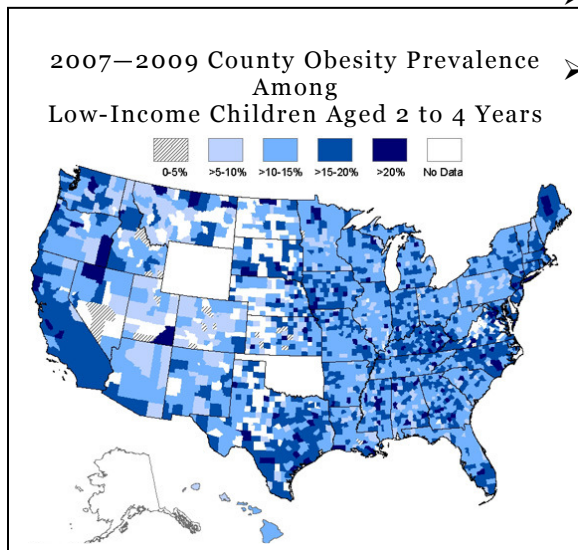 2007—2009 County Obesity Prevalence
Among
Low-Income Children Aged 2 to 4 Years
0-5% >5-10% >10-15% >15-20% >20% No Data